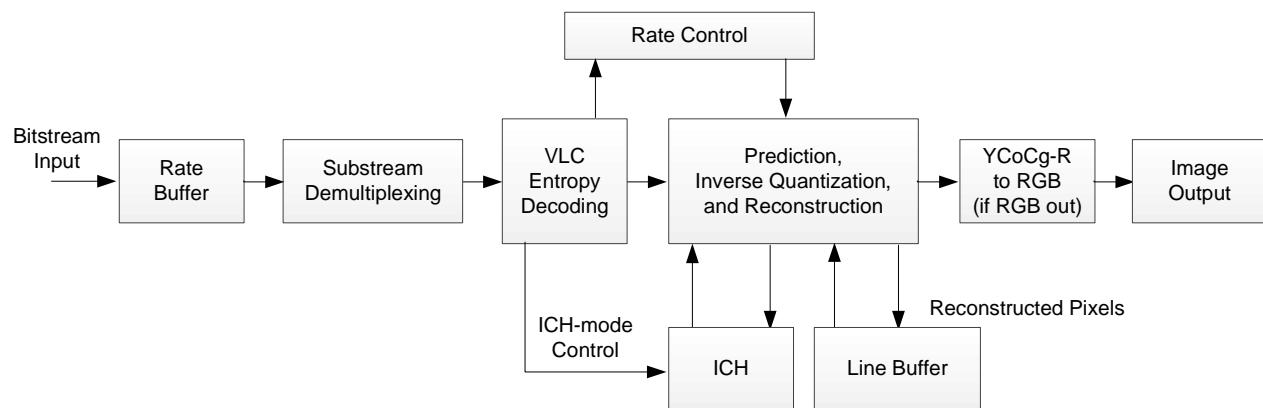 Rate Control
Bitstream
Input
Rate
Buffer
Substream
Demultiplexing
VLC
Entropy
Decoding
Prediction,
Inverse Quantization,
and Reconstruction
YCoCg-R
to RGB
(if RGB out)
Image
Output
ICH-mode
Control
ICH
Line Buffer
Reconstructed Pixels